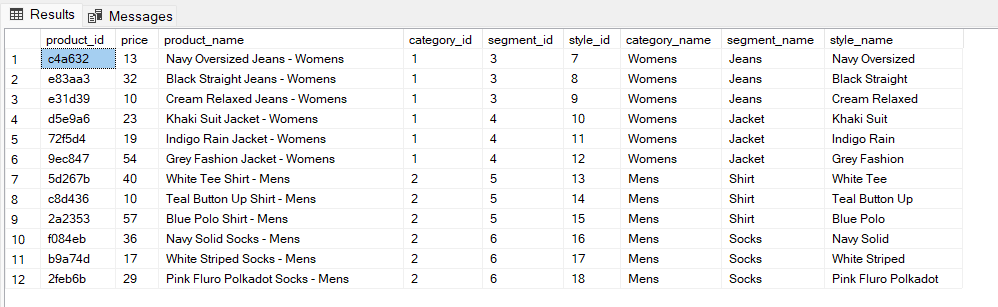 Results Messages
product_id price product_name category_id segment_id style_id category_name segment_name style_name
1 c4a632 13 Navy Oversized Jeans - Womens 1 3 7 Womens Jeans Navy Oversized
2 e83aa3 32 Black Straight Jeans - Womens 1 3 8 Womens Jeans Black Straight
3 e31d39 10 Cream Relaxed Jeans - Womens 1 3 9 Womens Jeans Cream Relaxed
4 d5e9a6 23 Khaki Suit Jacket - Womens 1 4 10 Womens Jacket Khaki Suit
5 72f5d4 19 Indigo Rain Jacket - Womens 1 4 11 Womens Jacket Indigo Rain
6 9ec847 54 Grey Fashion Jacket - Womens 1 4 12 Womens Jacket Grey Fashion
7 5d267b 40 White Tee Shirt - Mens 2 5 13 Mens Shirt White Tee
8 c8d436 10 Teal Button Up Shirt - Mens 2 5 14 Mens Shirt Teal Button Up
9 2a2353 57 Blue Polo Shirt - Mens 2 5 15 Mens Shirt Blue Polo
10 f084eb 36 Navy Solid Socks - Mens 2 6 16 Mens Socks Navy Solid
11 b9a74d 17 White Striped Socks - Mens 2 6 17 Mens Socks White Striped
12 2feb6b 29 Pink Fluro Polkadot Socks - Mens 2 6 18 Mens Socks Pink Fluro Polkadot